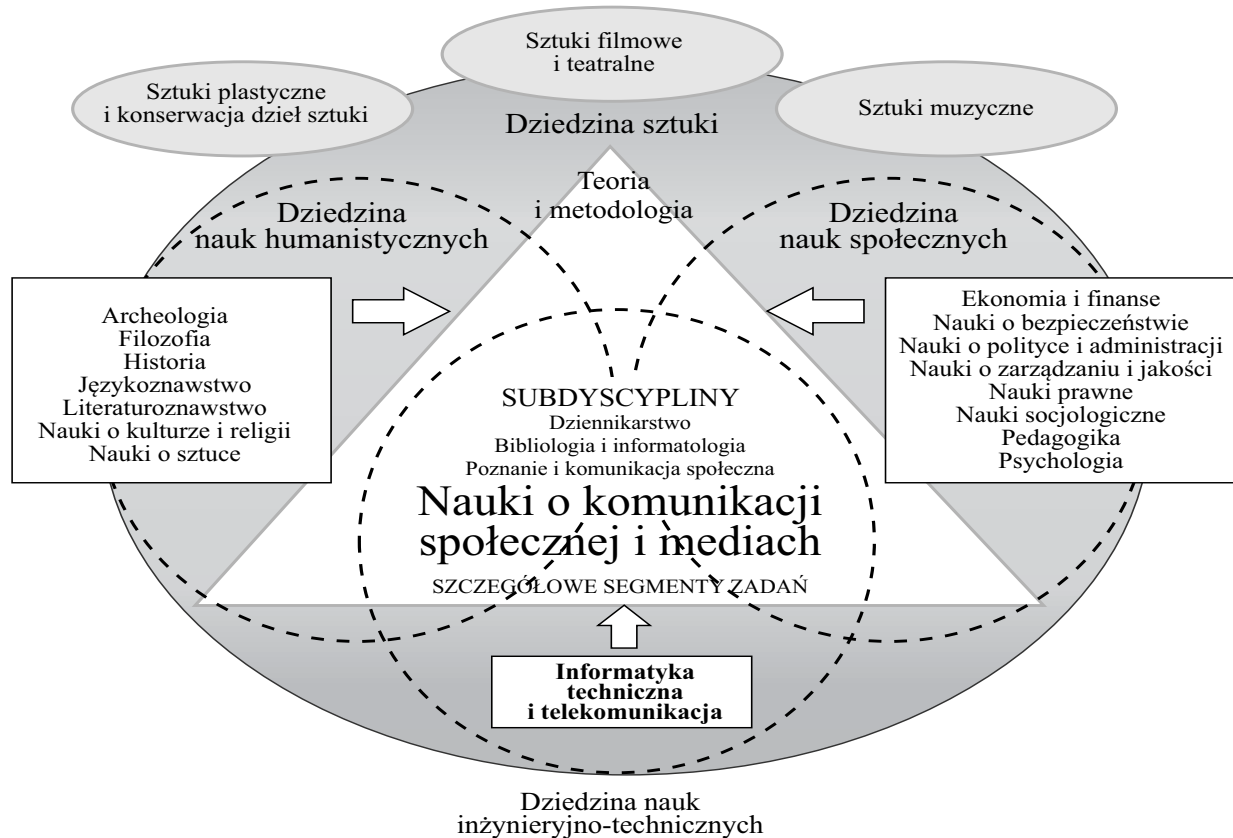 Sztuki filmowe
i teatralne
Sztuki plastyczne
i konserwacja dzieł sztuki
Sztuki muzyczne
Dziedzina sztuki
Teoria
i metodologia
Dziedzina
nauk humanistycznych
Dziedzina
nauk społecznych
Archeologia
Filozofia
Historia
Językoznawstwo
Literaturoznawstwo
Nauki o kulturze i religii
Nauki o sztuce
Ekonomia i finanse
Nauki o bezpieczeństwie
Nauki o polityce i administracji
Nauki o zarządzaniu i jakości
Nauki prawne
Nauki socjologiczne
Pedagogika
Psychologia
SUBDYSCYPLINY
Dziennikarstwo
Bibliologia i informatologia
Poznanie i komunikacja społeczna
Nauki o komunikacji
społecznej i mediach
SZCZEGÓŁOWE SEGMENTY ZADAŃ
Informatyka
techniczna
i telekomunikacja
Dziedzina nauk
inżynieryjno-technicznych